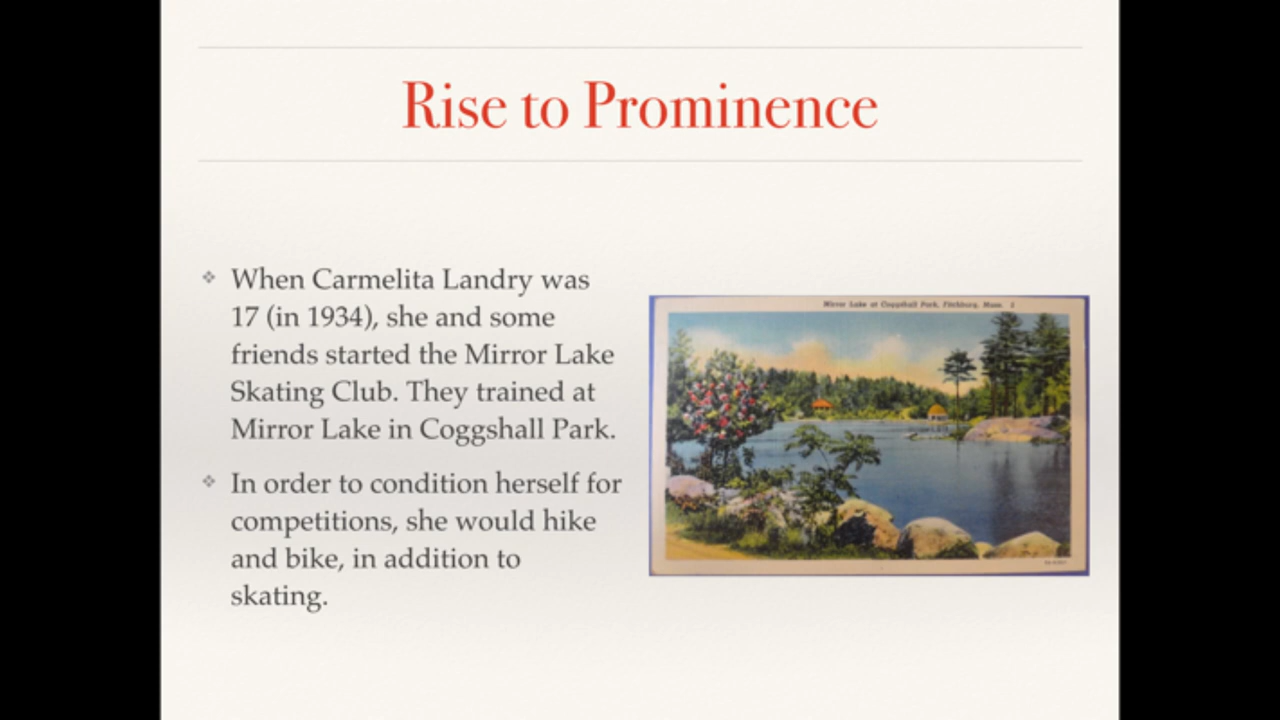 Rise to Prominence
❖ When Carmelita Landry was
17 (in 1934), she and some
friends started the Mirror Lake
Skating Club. They trained at
Mirror Lake in Coggshall Park.
❖ In order to condition herself for
competitions, she would hike
and bike, in addition to
skating.
Mirror Lake at Coggshall Park, Fitchburg, Mass.